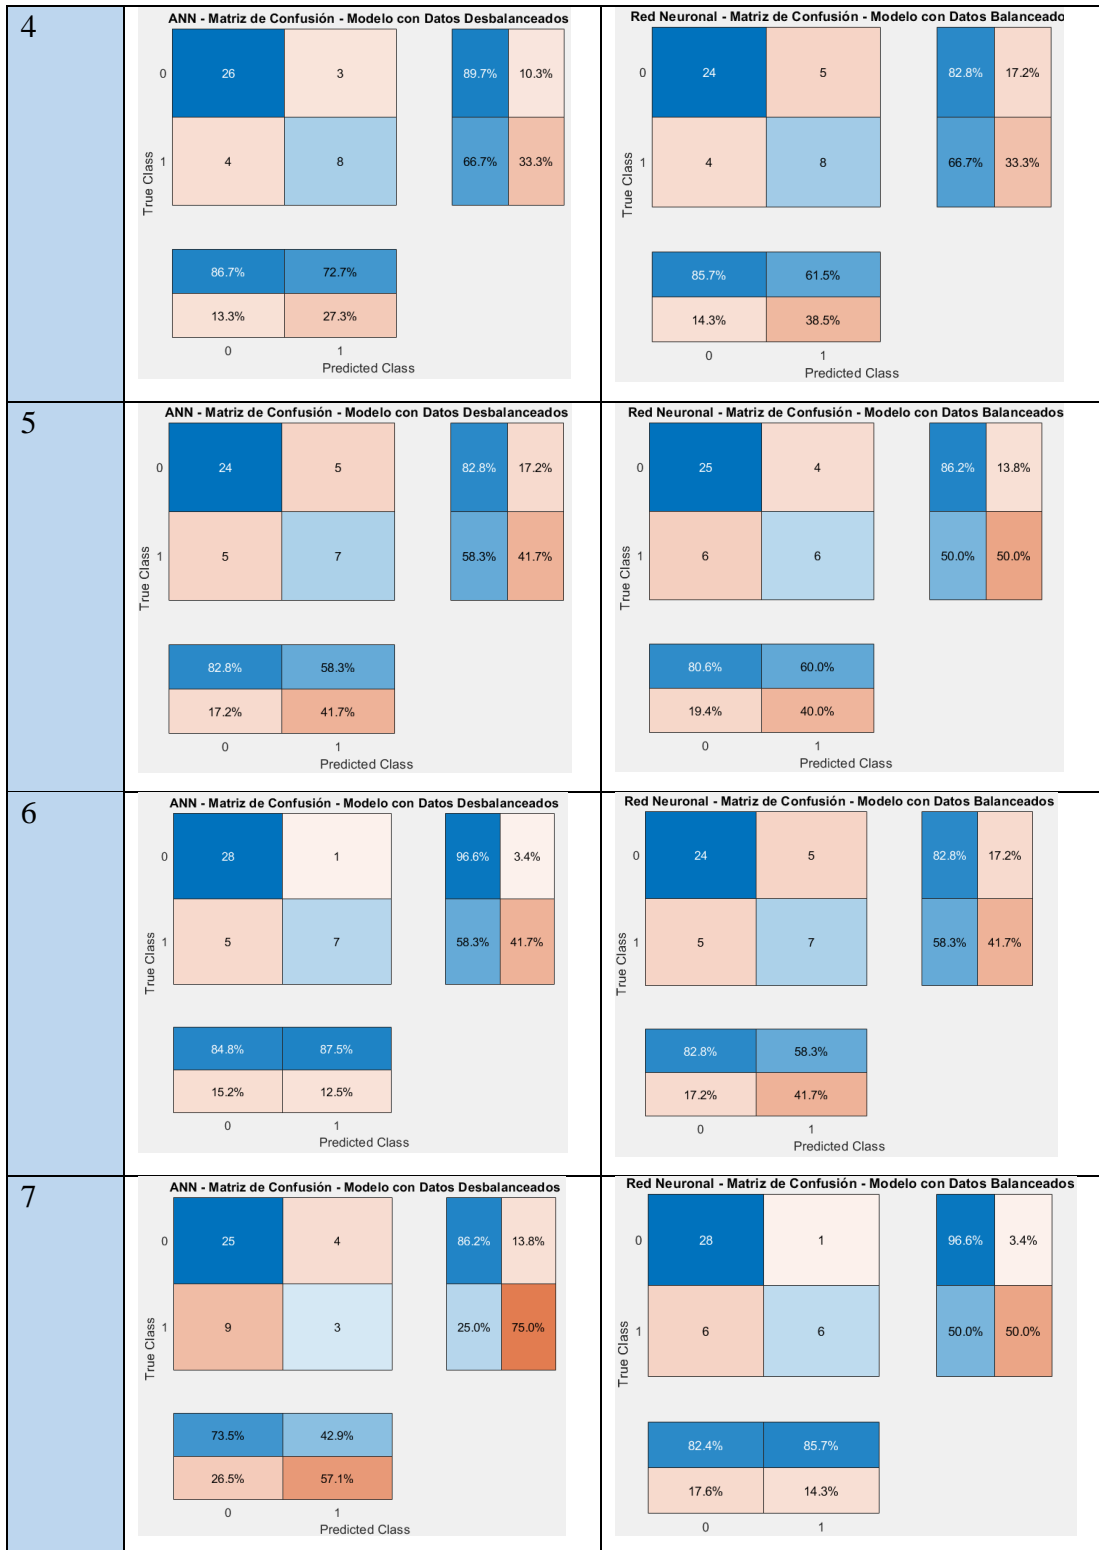 4
ANN - Matriz de Confusión - Modelo con Datos Desbalanceados
0 26 3 89.7% 10.3%
1 4 8 66.7% 33.3%
True Class
86.7% 72.7%
13.3% 27.3%
0 1
Predicted Class
Red Neuronal - Matriz de Confusión - Modelo con Datos Balanceado
0 24 5 82.8% 17.2%
1 4 8 66.7% 33.3%
True Class
85.7% 61.5%
14.3% 38.5%
0 1
Predicted Class
5
ANN - Matriz de Confusión - Modelo con Datos Desbalanceados
0 24 5 82.8% 17.2%
1 5 7 58.3% 41.7%
True Class
82.8% 58.3%
17.2% 41.7%
0 1
Predicted Class
Red Neuronal - Matriz de Confusión - Modelo con Datos Balanceados
0 25 4 86.2% 13.8%
1 6 6 50.0% 50.0%
True Class
80.6% 60.0%
19.4% 40.0%
0 1
Predicted Class
6
ANN - Matriz de Confusión - Modelo con Datos Desbalanceados
0 28 1 96.6% 3.4%
1 5 7 58.3% 41.7%
True Class
84.8% 87.5%
15.2% 12.5%
0 1
Predicted Class
Red Neuronal - Matriz de Confusión - Modelo con Datos Balanceados
0 24 5 82.8% 17.2%
1 5 7 58.3% 41.7%
True Class
82.8% 58.3%
17.2% 41.7%
0 1
Predicted Class
7
ANN - Matriz de Confusión - Modelo con Datos Desbalanceados
0 25 4 86.2% 13.8%
1 9 3 25.0% 75.0%
True Class
73.5% 42.9%
26.5% 57.1%
0 1
Predicted Class
Red Neuronal - Matriz de Confusión - Modelo con Datos Balanceados
0 28 1 96.6% 3.4%
1 6 6 50.0% 50.0%
True Class
82.4% 85.7%
17.6% 14.3%
0 1